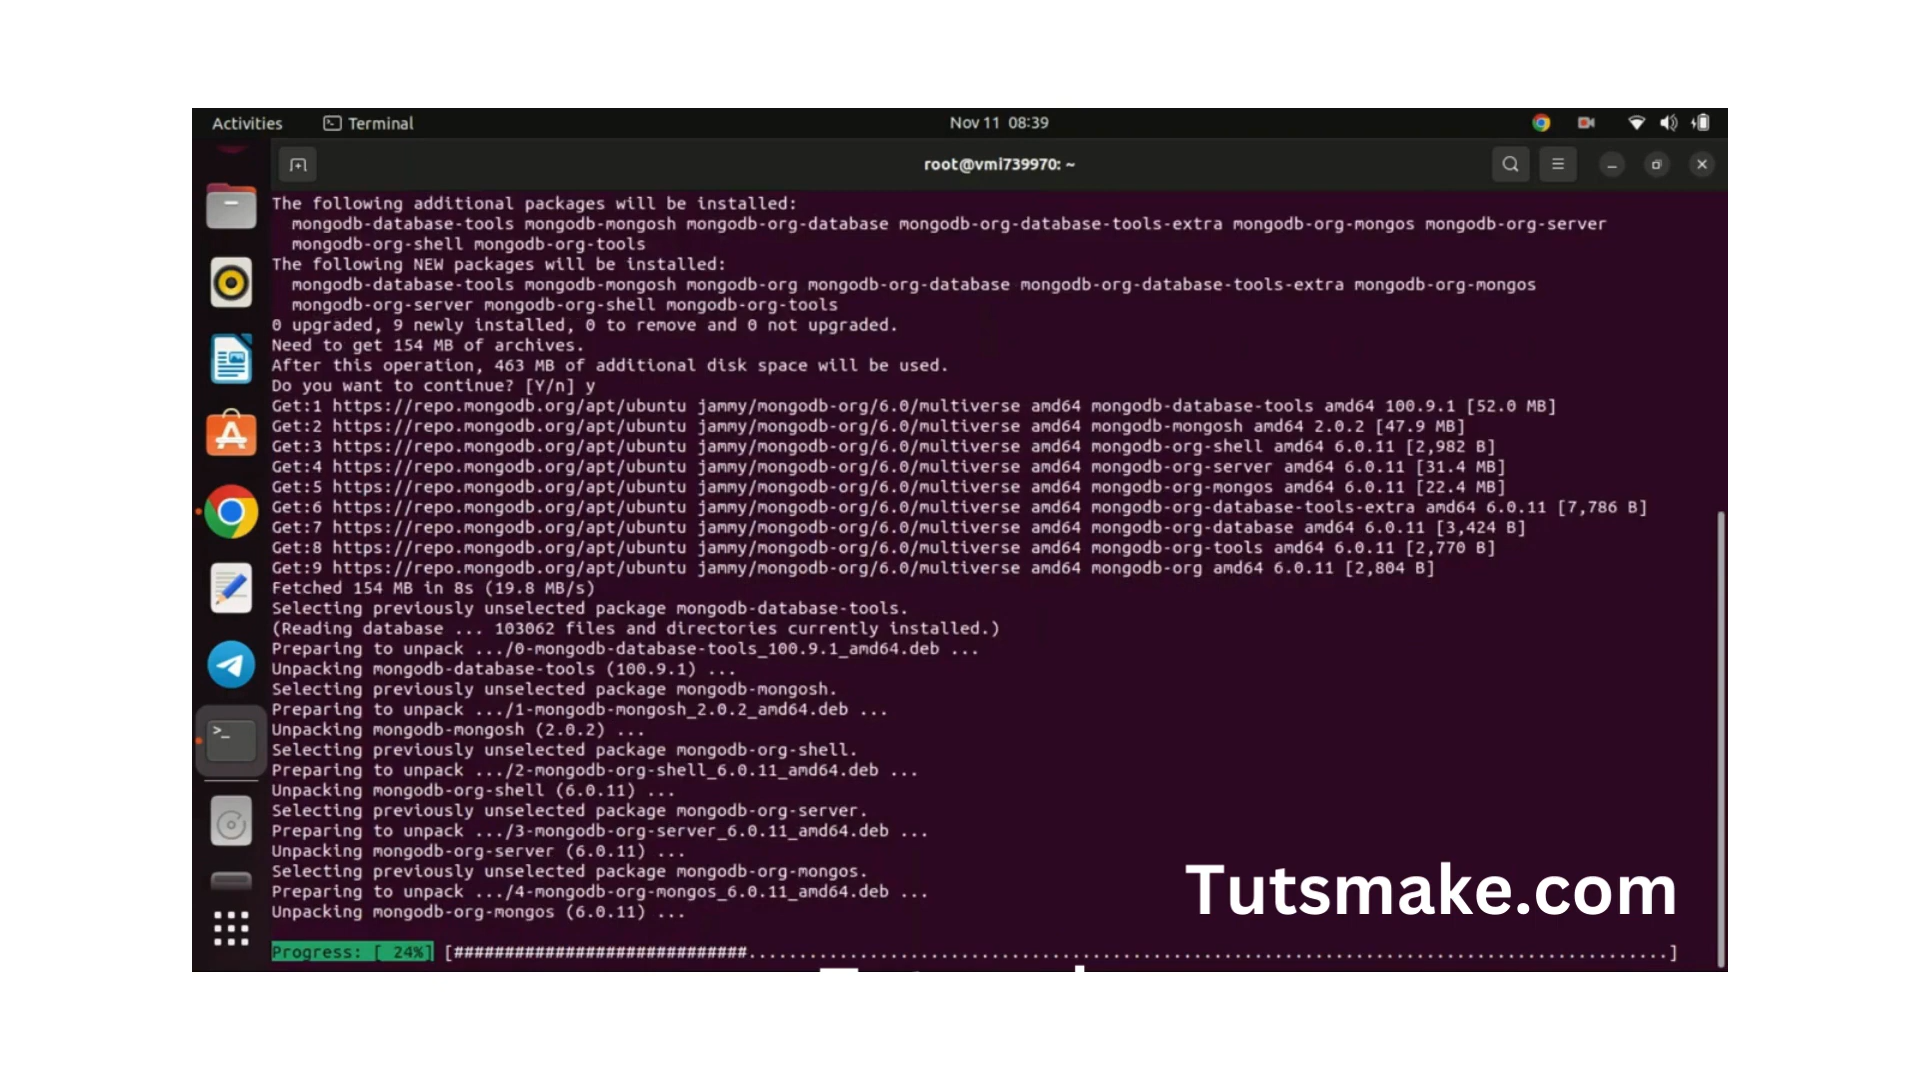 Activities Terminal Nov 11 08:39
root@vmi739970: ~
The following additional packages will be installed:
mongodb-database-tools mongodb-mongosh mongodb-org-database mongodb-org-database-tools-extra mongodb-org-mongos mongodb-org-server
mongodb-org-shell mongodb-org-tools
The following NEW packages will be installed:
mongodb-database-tools mongodb-mongosh mongodb-org mongodb-org-database mongodb-org-database-tools-extra mongodb-org-mongos
mongodb-org-server mongodb-org-shell mongodb-org-tools
0 upgraded, 9 newly installed, 0 to remove and 0 not upgraded.
Need to get 154 MB of archives.
After this operation, 463 MB of additional disk space will be used.
Do you want to continue? [Y/n] y
Get:1 https://repo.mongodb.org/apt/ubuntu jammy/mongodb-org/6.0/multiverse amd64 mongodb-database-tools amd64 100.9.1 [52.0 MB]
Get:2 https://repo.mongodb.org/apt/ubuntu jammy/mongodb-org/6.0/multiverse amd64 mongodb-mongosh amd64 2.0.2 [47.9 MB]
Get:3 https://repo.mongodb.org/apt/ubuntu jammy/mongodb-org/6.0/multiverse amd64 mongodb-org-shell amd64 6.0.11 [2,982 B]
Get:4 https://repo.mongodb.org/apt/ubuntu jammy/mongodb-org/6.0/multiverse amd64 mongodb-org-server amd64 6.0.11 [31.4 MB]
Get:5 https://repo.mongodb.org/apt/ubuntu jammy/mongodb-org/6.0/multiverse amd64 mongodb-org-mongos amd64 6.0.11 [22.4 MB]
Get:6 https://repo.mongodb.org/apt/ubuntu jammy/mongodb-org/6.0/multiverse amd64 mongodb-org-database-tools-extra amd64 6.0.11 [7,786 B]
Get:7 https://repo.mongodb.org/apt/ubuntu jammy/mongodb-org/6.0/multiverse amd64 mongodb-org-database amd64 6.0.11 [3,424 B]
Get:8 https://repo.mongodb.org/apt/ubuntu jammy/mongodb-org/6.0/multiverse amd64 mongodb-org-tools amd64 6.0.11 [2,770 B]
Get:9 https://repo.mongodb.org/apt/ubuntu jammy/mongodb-org/6.0/multiverse amd64 mongodb-org amd64 6.0.11 [2,804 B]
Fetched 154 MB in 8s (19.8 MB/s)
Selecting previously unselected package mongodb-database-tools.
(Reading database ... 103062 files and directories currently installed.)
Preparing to unpack .../0-mongodb-database-tools_100.9.1_amd64.deb ...
Unpacking mongodb-database-tools (100.9.1) ...
Selecting previously unselected package mongodb-mongosh.
Preparing to unpack .../1-mongodb-mongosh_2.0.2_amd64.deb ...
Unpacking mongodb-mongosh (2.0.2) ...
Selecting previously unselected package mongodb-org-shell.
Preparing to unpack .../2-mongodb-org-shell_6.0.11_amd64.deb ...
Unpacking mongodb-org-shell (6.0.11) ...
Selecting previously unselected package mongodb-org-server.
Preparing to unpack .../3-mongodb-org-server_6.0.11_amd64.deb ...
Unpacking mongodb-org-server (6.0.11) ...
Selecting previously unselected package mongodb-org-mongos.
Preparing to unpack .../4-mongodb-org-mongos_6.0.11_amd64.deb ...
Unpacking mongodb-org-mongos (6.0.11) ...
Tutsmake.com
Progress: [ 24%] [#############################...........................................................................................]